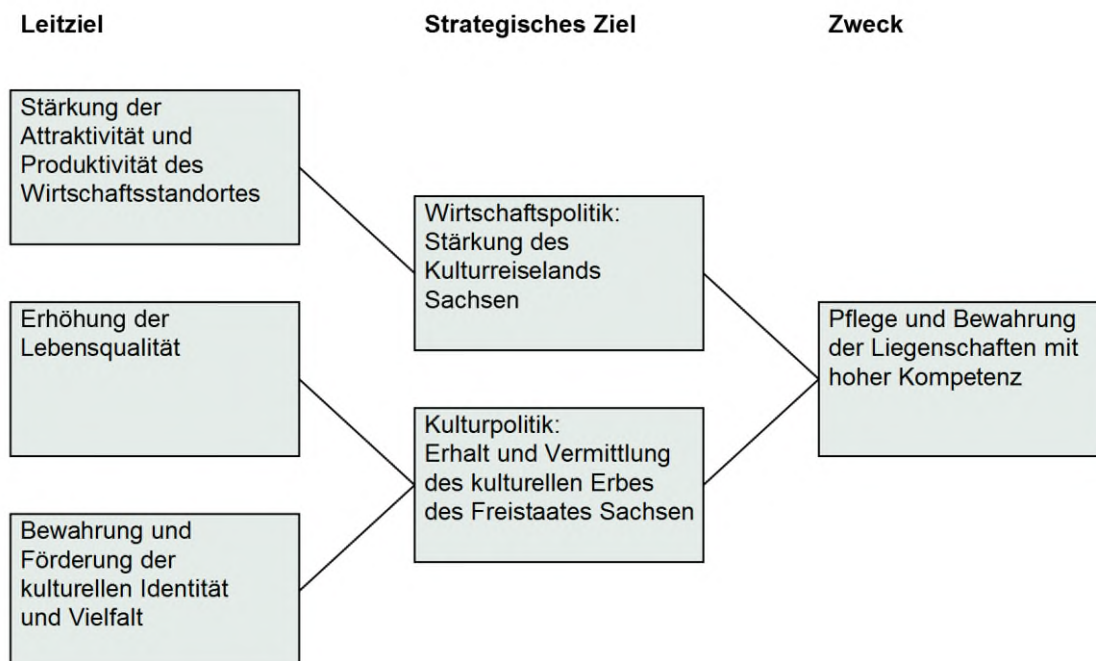 Leitziel
Strategisches Ziel
Zweck
Stärkung der
Attraktivität und
Produktivität des
Wirtschaftsstandortes
Erhöhung der
Lebensqualität
Bewahrung und
Förderung der
kulturellen Identität
und Vielfalt
Wirtschaftspolitik:
Stärkung des
Kulturreiselands
Sachsen
Kulturpolitik:
Erhalt und Vermittlung
des kulturellen Erbes
des Freistaates Sachsen
Pflege und Bewahrung
der Liegenschaften mit
hoher Kompetenz